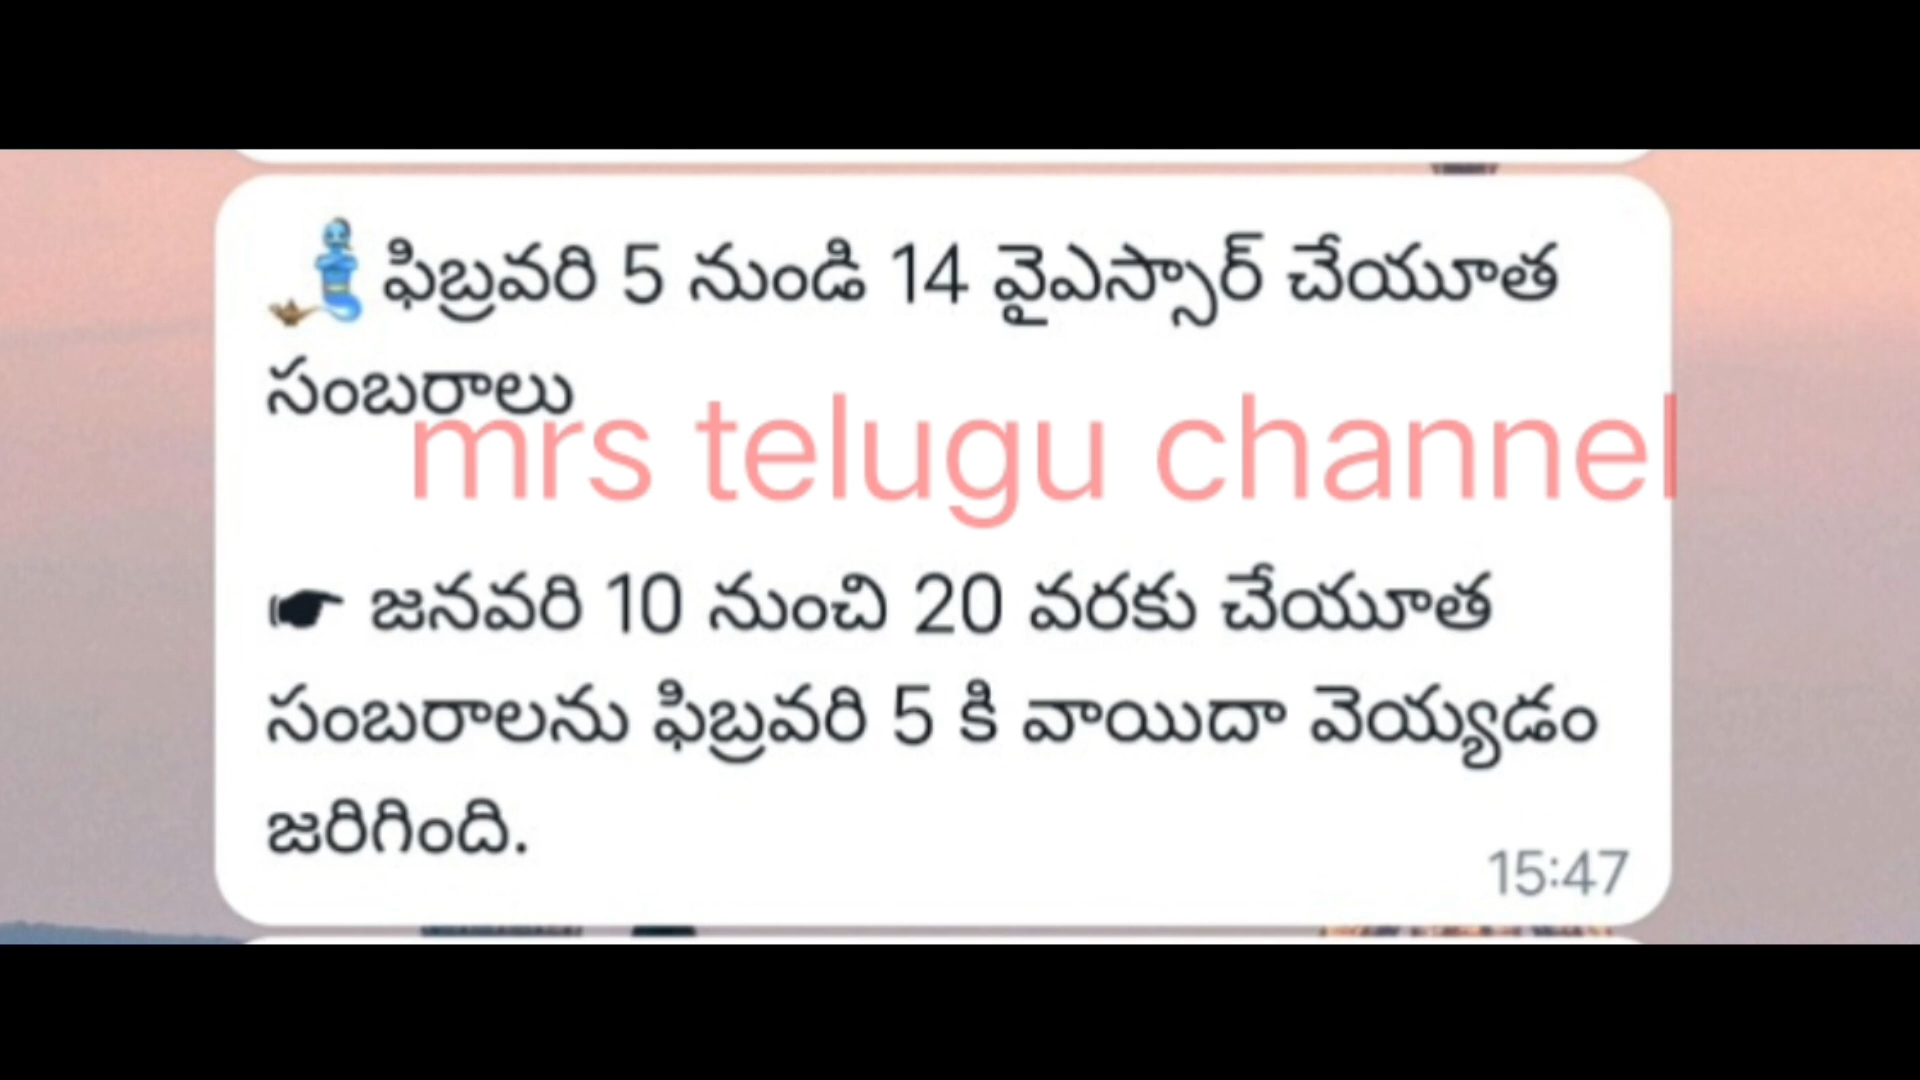 🧞‍♂️ఫిబ్రవరి 5 నుండి 14 వైఎస్సార్ చేయూత
సంబరాలు
mrs telugu channel
☛ జనవరి 10 నుంచి 20 వరకు చేయూత
సంబరాలను ఫిబ్రవరి 5 కి వాయిదా వెయ్యడం
జరిగింది.
15:47